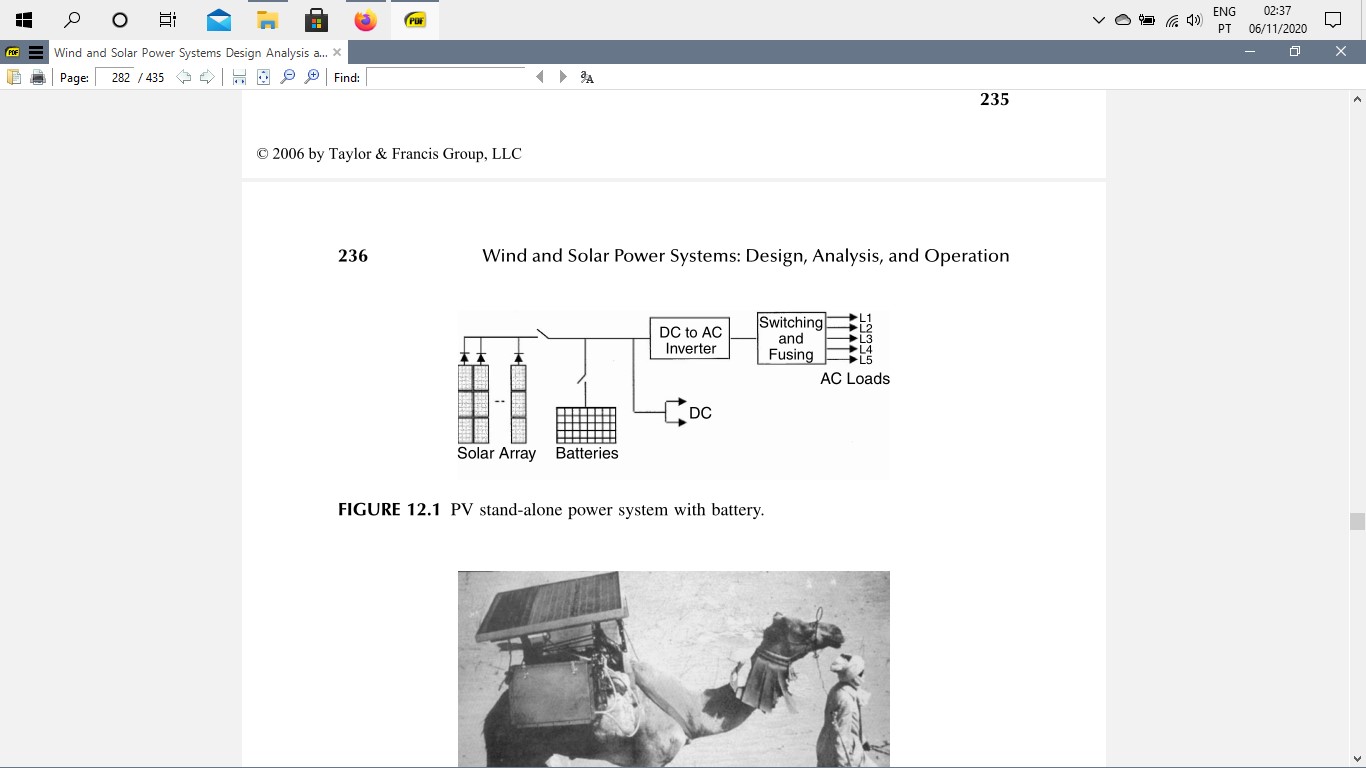 ENG
02:37
PT
06/11/2020
PDF
PDF
Wind and Solar Power Systems Design Analysis a...
Page: 282 / 435
Find:
235
© 2006 by Taylor & Francis Group, LLC
236 Wind and Solar Power Systems: Design, Analysis, and Operation
DC to AC
Inverter
Switching
and
Fusing
L1
L2
L3
L4
L5
AC Loads
DC
Solar Array
Batteries
FIGURE 12.1 PV stand-alone power system with battery.